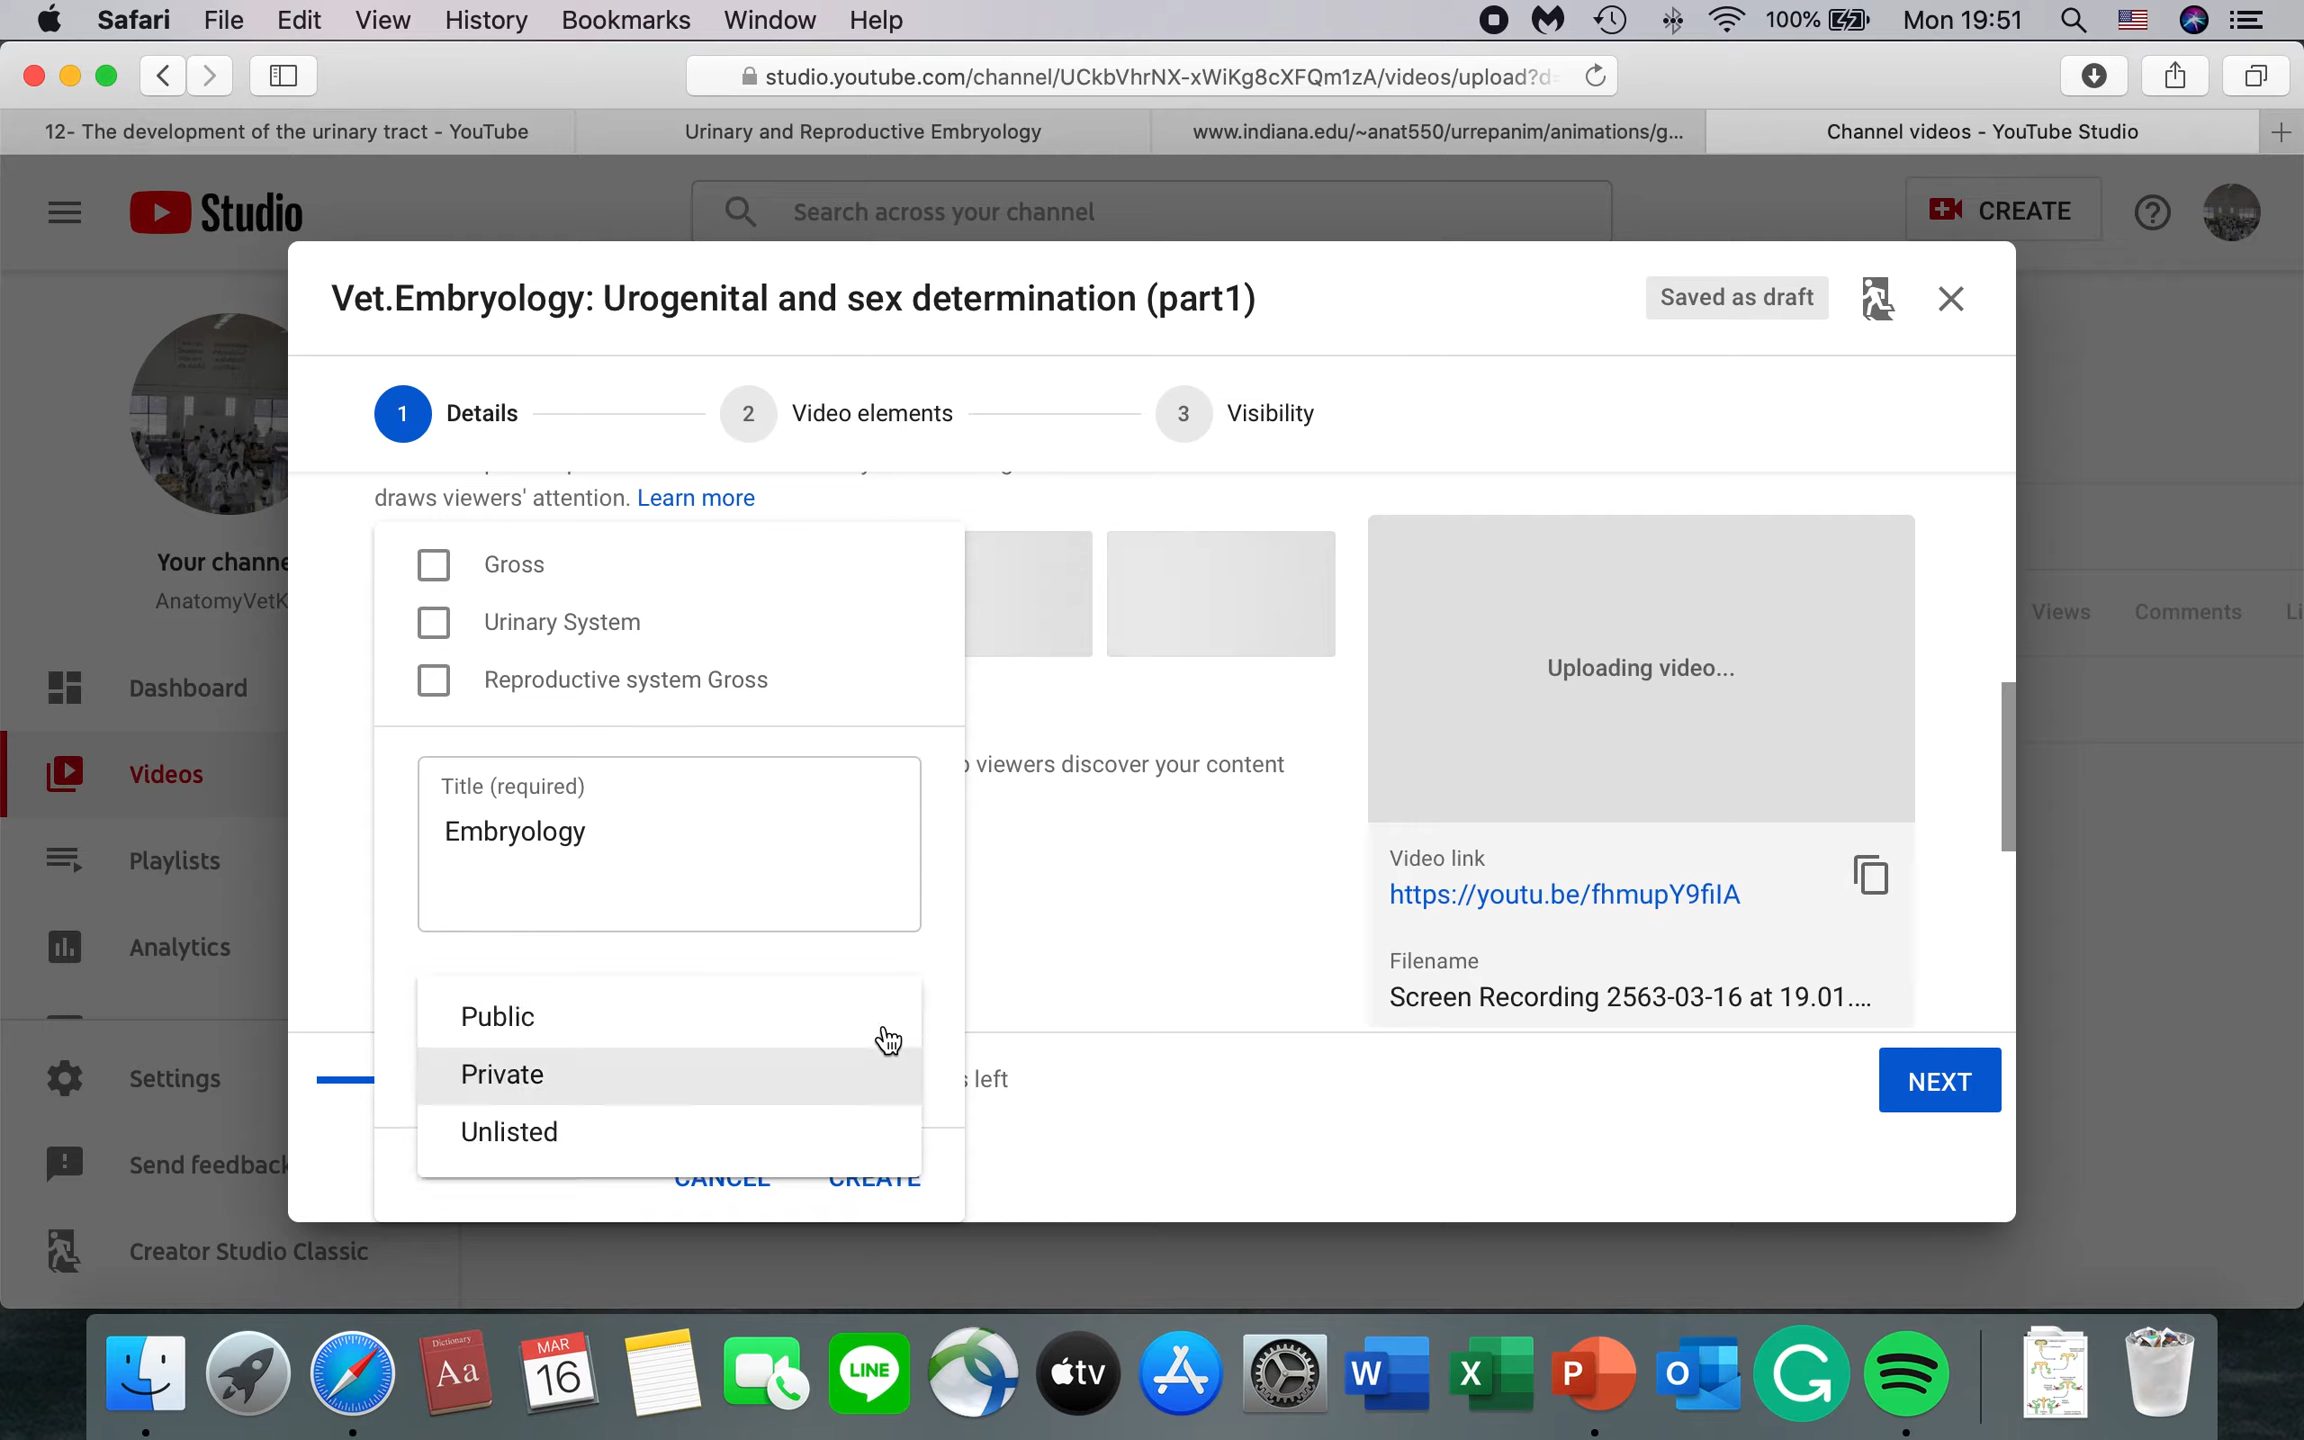 Safari File Edit View History Bookmarks Window Help 100% Mon 19:51
studio.youtube.com/channel/UCkbVhrNX-xWiKg8cXFQm1zA/videos/upload?d=
12- The development of the urinary tract - YouTube
Urinary and Reproductive Embryology
www.indiana.edu/~anat550/urrepanim/animations/g...
Channel videos - YouTube Studio
Studio
Search across your channel
CREATE
Vet.Embryology: Urogenital and sex determination (part1)
Saved as draft
1 Details 2 Video elements 3 Visibility
draws viewers' attention. Learn more
Gross
Urinary System
Reproductive system Gross
Title (required)
Embryology
Public
Private
Unlisted
CANCEL CREATE
viewers discover your content
left
Uploading video...
Video link
https://youtu.be/fhmupY9fiIA
Filename
Screen Recording 2563-03-16 at 19.01....
NEXT
Your channe
AnatomyVetK
Dashboard
Videos
Playlists
Analytics
Settings
Send feedback
Creator Studio Classic
Views Comments Li
Dictionary
Aa
MAR
16
LINE
tv
W
X
P
O
G